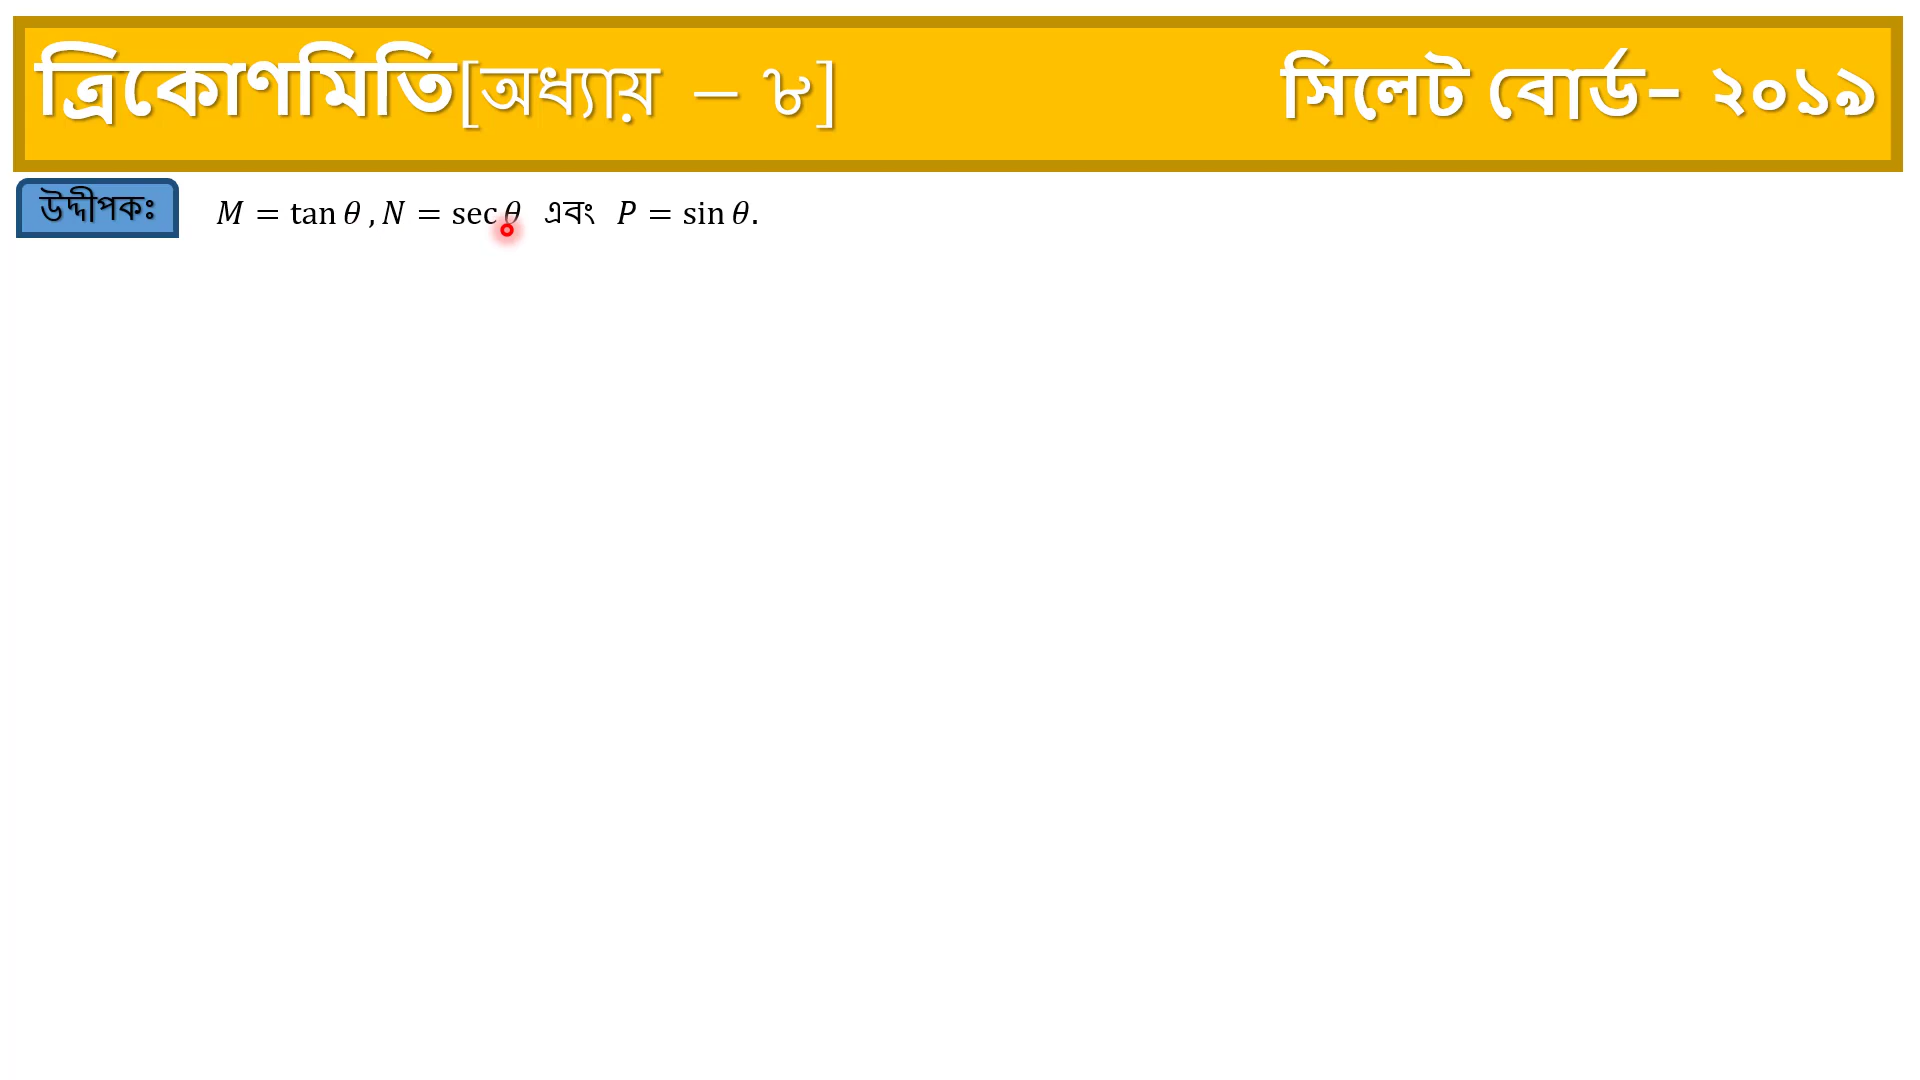 ত্রিকোণমিতি[অধ্যায় – ৮] সিলেট বোর্ড– ২০১৯
উদ্দীপকঃ M = tan θ , N = sec θ এবং P = sin θ.